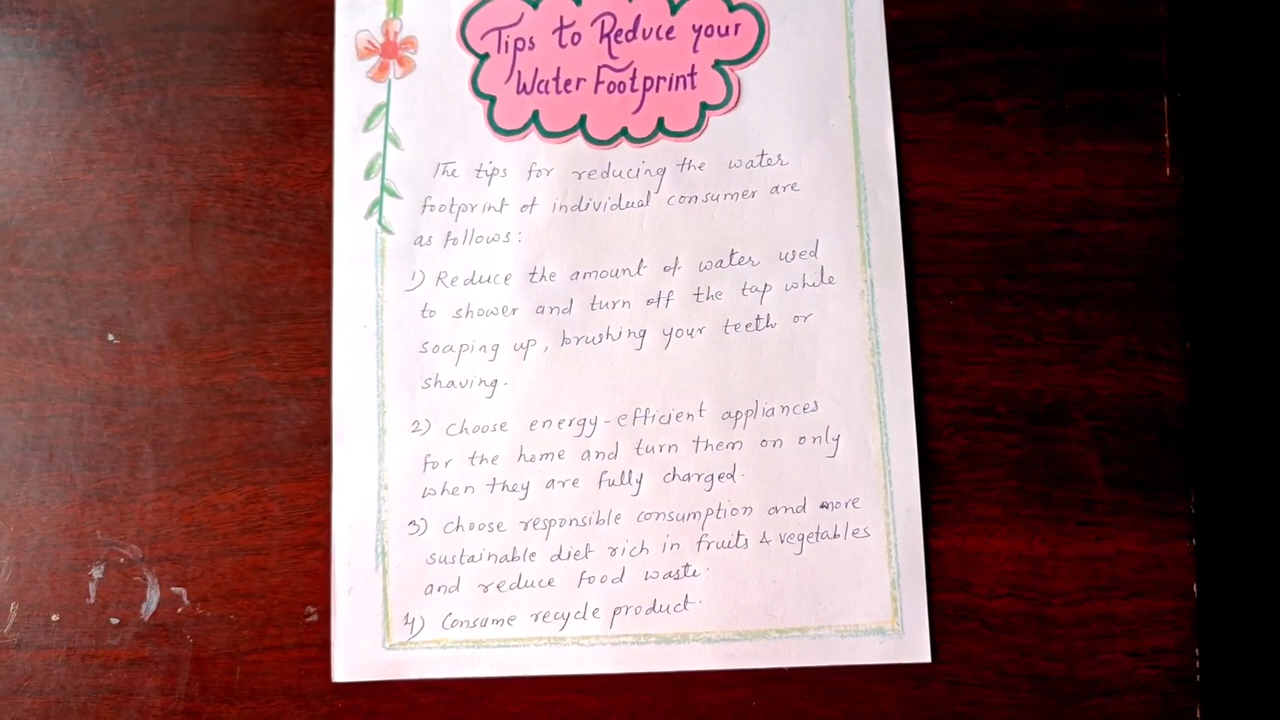 Tips to Reduce your
Water Footprint
The tips for reducing the water
footprint of individual consumer are
as follows:
1) Reduce the amount of water used
to shower and turn off the tap while
soaping up, brushing your teeth or
shaving.
2) choose energy-efficient appliances
for the home and turn them on only
when they are fully charged.
3) choose responsible consumption and more
sustainable diet rich in fruits & vegetables
and reduce food waste.
4) Consume recycle product.